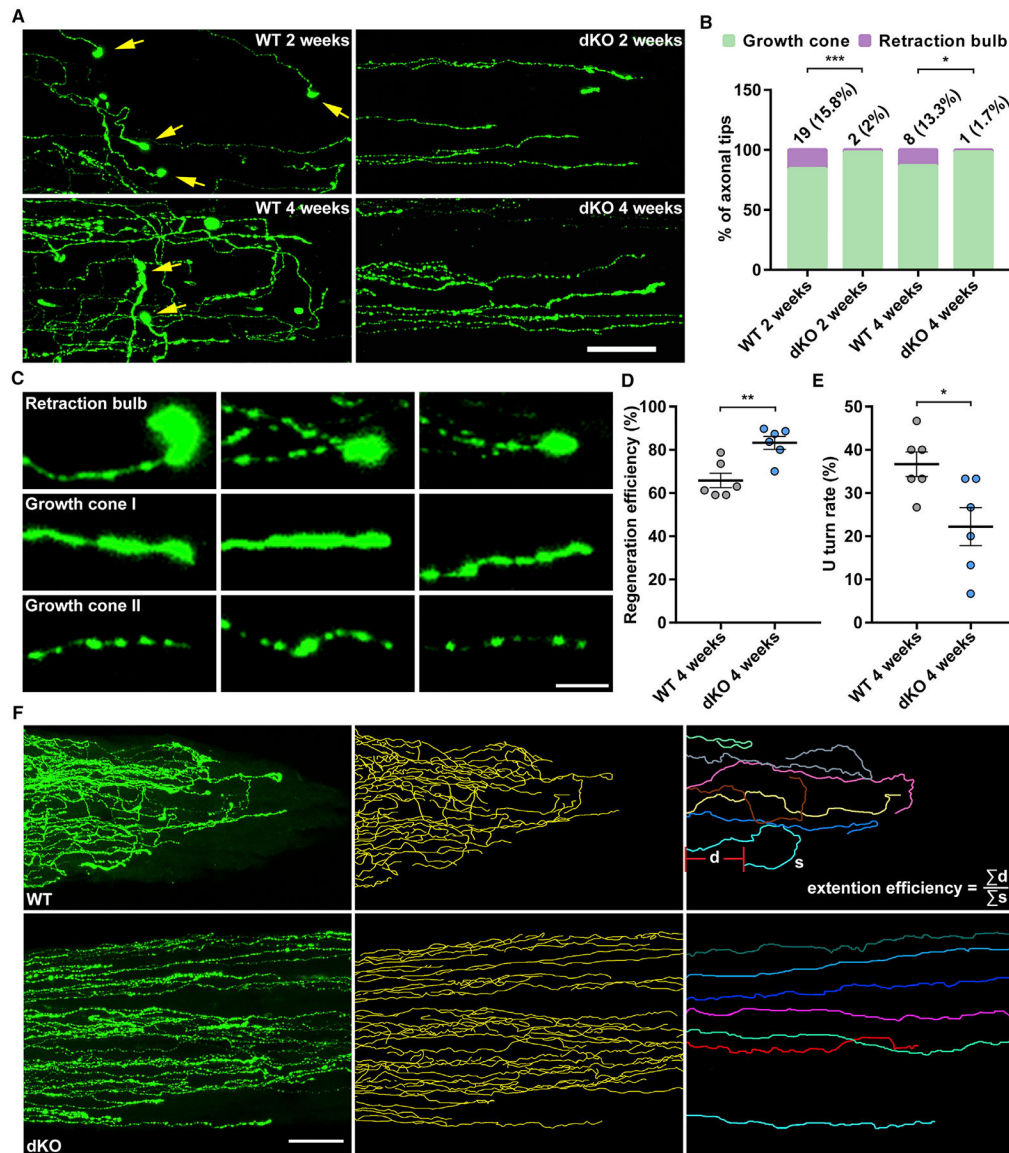 A
WT 2 weeks
dKO 2 weeks
WT 4 weeks
dKO 4 weeks
B
Growth cone
Retraction bulb
***
*
% of axonal tips
150
100
50
0
19 (15.8%)
2 (2%)
8 (13.3%)
1 (1.7%)
WT 2 weeks
dKO 2 weeks
WT 4 weeks
dKO 4 weeks
C
Retraction bulb
Growth cone I
Growth cone II
D
**
Regeneration efficiency (%)
100
80
60
40
20
0
WT 4 weeks
dKO 4 weeks
E
*
U turn rate (%)
50
40
30
20
10
0
WT 4 weeks
dKO 4 weeks
F
WT
d
s
extention efficiency = ∑d
∑s
dKO